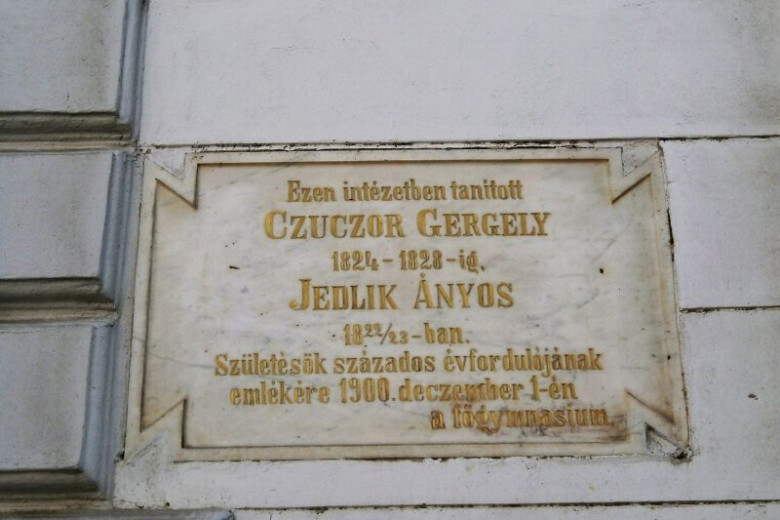 Ezen intézetben tanitott
CZUCZOR GERGELY
1824-1828-ig.
JEDLIK ÁNYOS
18²²/23-ban.
Születésök százados évfordulójának
emlékére 1900. deczember 1-én
a főgymnasium.